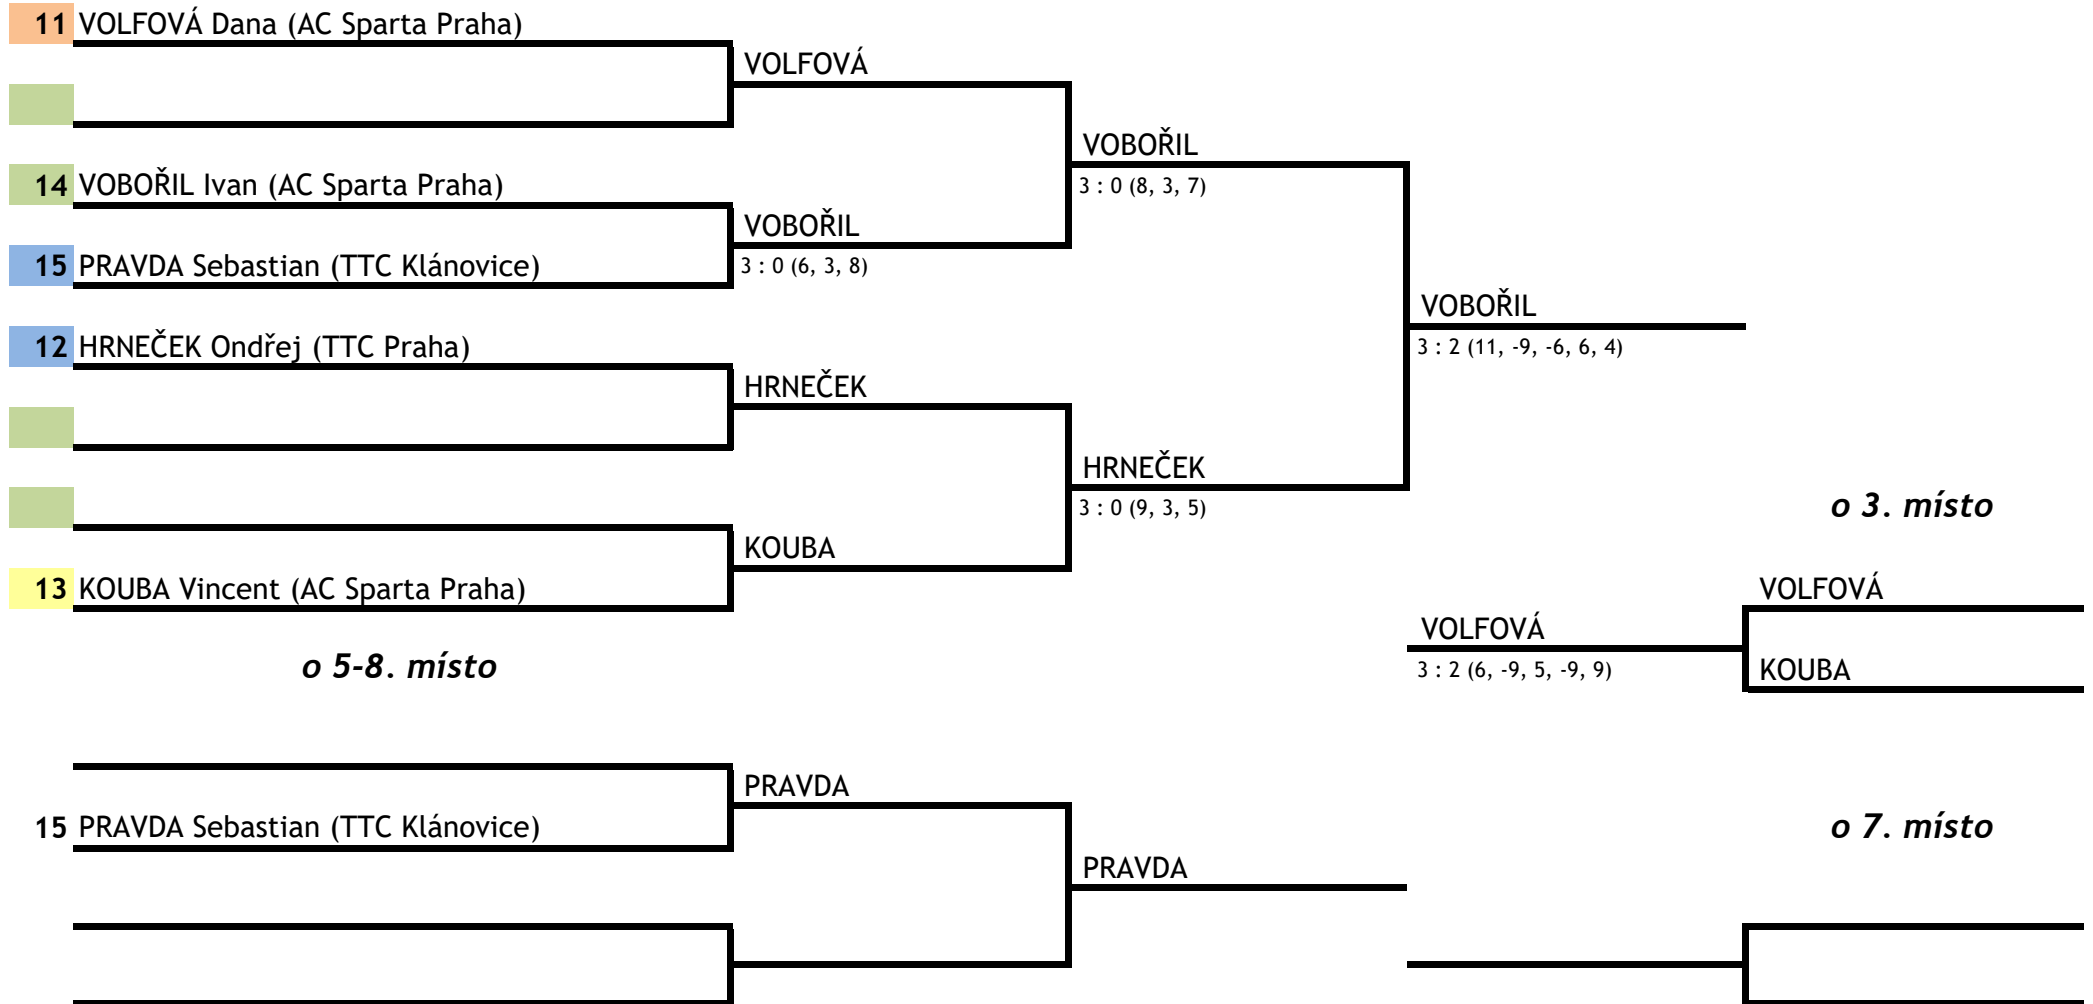 11 VOLFOVÁ Dana (AC Sparta Praha)
VOLFOVÁ
VOBOŘIL
14 VOBOŘIL Ivan (AC Sparta Praha)
3 : 0 (8, 3, 7)
VOBOŘIL
15 PRAVDA Sebastian (TTC Klánovice)
3 : 0 (6, 3, 8)
VOBOŘIL
12 HRNEČEK Ondřej (TTC Praha)
3 : 2 (11, -9, -6, 6, 4)
HRNEČEK
HRNEČEK
3 : 0 (9, 3, 5)
o 3. místo
KOUBA
13 KOUBA Vincent (AC Sparta Praha)
VOLFOVÁ
VOLFOVÁ
o 5-8. místo
3 : 2 (6, -9, 5, -9, 9)
KOUBA
PRAVDA
15 PRAVDA Sebastian (TTC Klánovice)
o 7. místo
PRAVDA